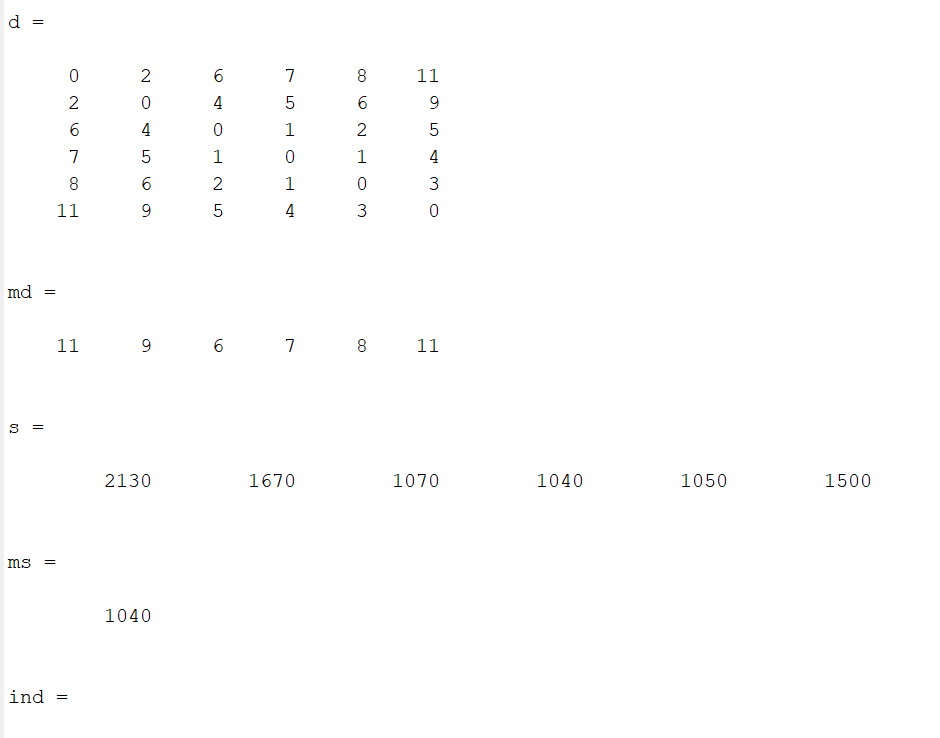 d =
0 2 6 7 8 11
2 0 4 5 6 9
6 4 0 1 2 5
7 5 1 0 1 4
8 6 2 1 0 3
11 9 5 4 3 0
md =
11 9 6 7 8 11
s =
2130 1670 1070 1040 1050 1500
ms =
1040
ind =